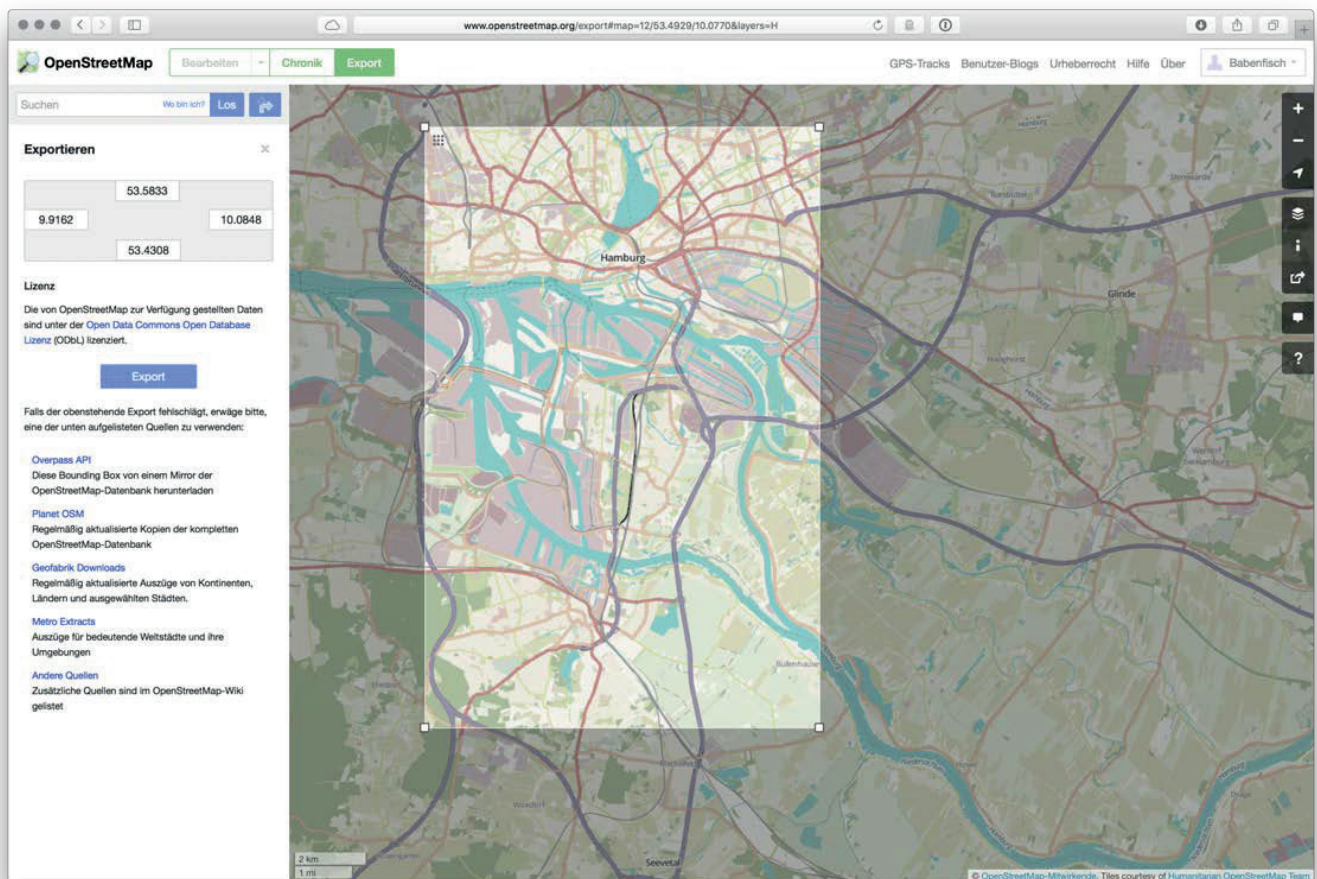 www.openstreetmap.org/export#map=12/53.4929/10.0770&layers=H
OpenStreetMap
Bearbeiten
Chronik
Export
GPS-Tracks Benutzer-Blogs Urheberrecht Hilfe Über
Babenfisch
Suchen
Wo bin ich?
Los
Exportieren
53.5833
9.9162
10.0848
53.4308
Lizenz
Die von OpenStreetMap zur Verfügung gestellten Daten
sind unter der Open Data Commons Open Database
Lizenz (ODbL) lizenziert.
Export
Falls der obenstehende Export fehlschlägt, erwäge bitte,
eine der unten aufgelisteten Quellen zu verwenden:
Overpass API
Diese Bounding Box von einem Mirror der
OpenStreetMap-Datenbank herunterladen
Planet OSM
Regelmäßig aktualisierte Kopien der kompletten
OpenStreetMap-Datenbank
Geofabrik Downloads
Regelmäßig aktualisierte Auszüge von Kontinenten,
Ländern und ausgewählten Städten.
Metro Extracts
Auszüge für bedeutende Weltstädte und ihre
Umgebungen
Andere Quellen
Zusätzliche Quellen sind im OpenStreetMap-Wiki
gelistet
Hamburg
Glinde
Seevetal
2 km
1 mi
© OpenStreetMap-Mitwirkende. Tiles courtesy of Humanitarian OpenStreetMap Team